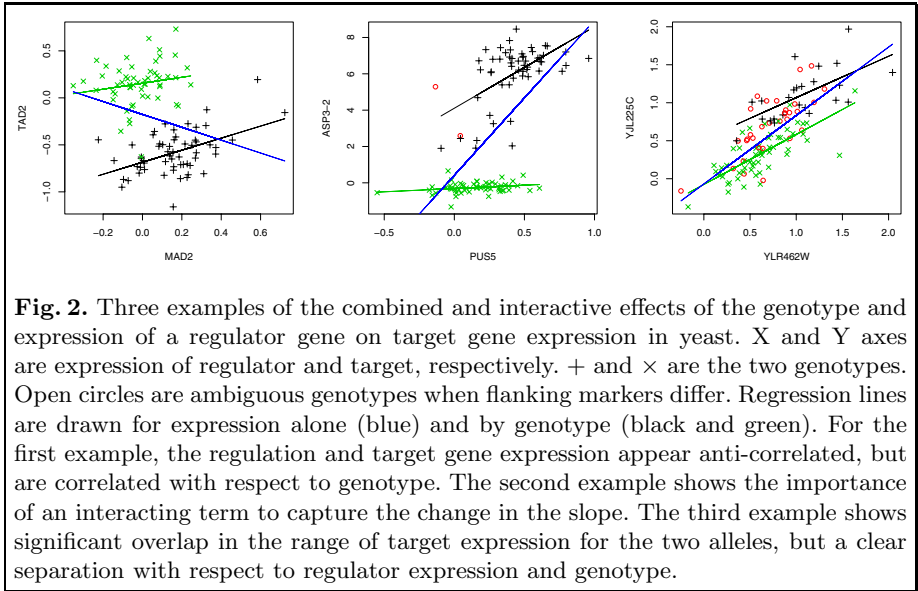 TAD2
0.5
0.0
−0.5
−1.0
−0.2 0.0 0.2 0.4 0.6
MAD2
ASP3−2
8
6
4
2
0
−0.5 0.0 0.5 1.0
PUS5
YJL225C
2.0
1.5
1.0
0.5
0.0
0.0 0.5 1.0 1.5 2.0
YLR462W
Fig. 2. Three examples of the combined and interactive effects of the genotype and
expression of a regulator gene on target gene expression in yeast. X and Y axes
are expression of regulator and target, respectively. + and × are the two genotypes.
Open circles are ambiguous genotypes when flanking markers differ. Regression lines
are drawn for expression alone (blue) and by genotype (black and green). For the
first example, the regulation and target gene expression appear anti-correlated, but
are correlated with respect to genotype. The second example shows the importance
of an interacting term to capture the change in the slope. The third example shows
significant overlap in the range of target expression for the two alleles, but a clear
separation with respect to regulator expression and genotype.